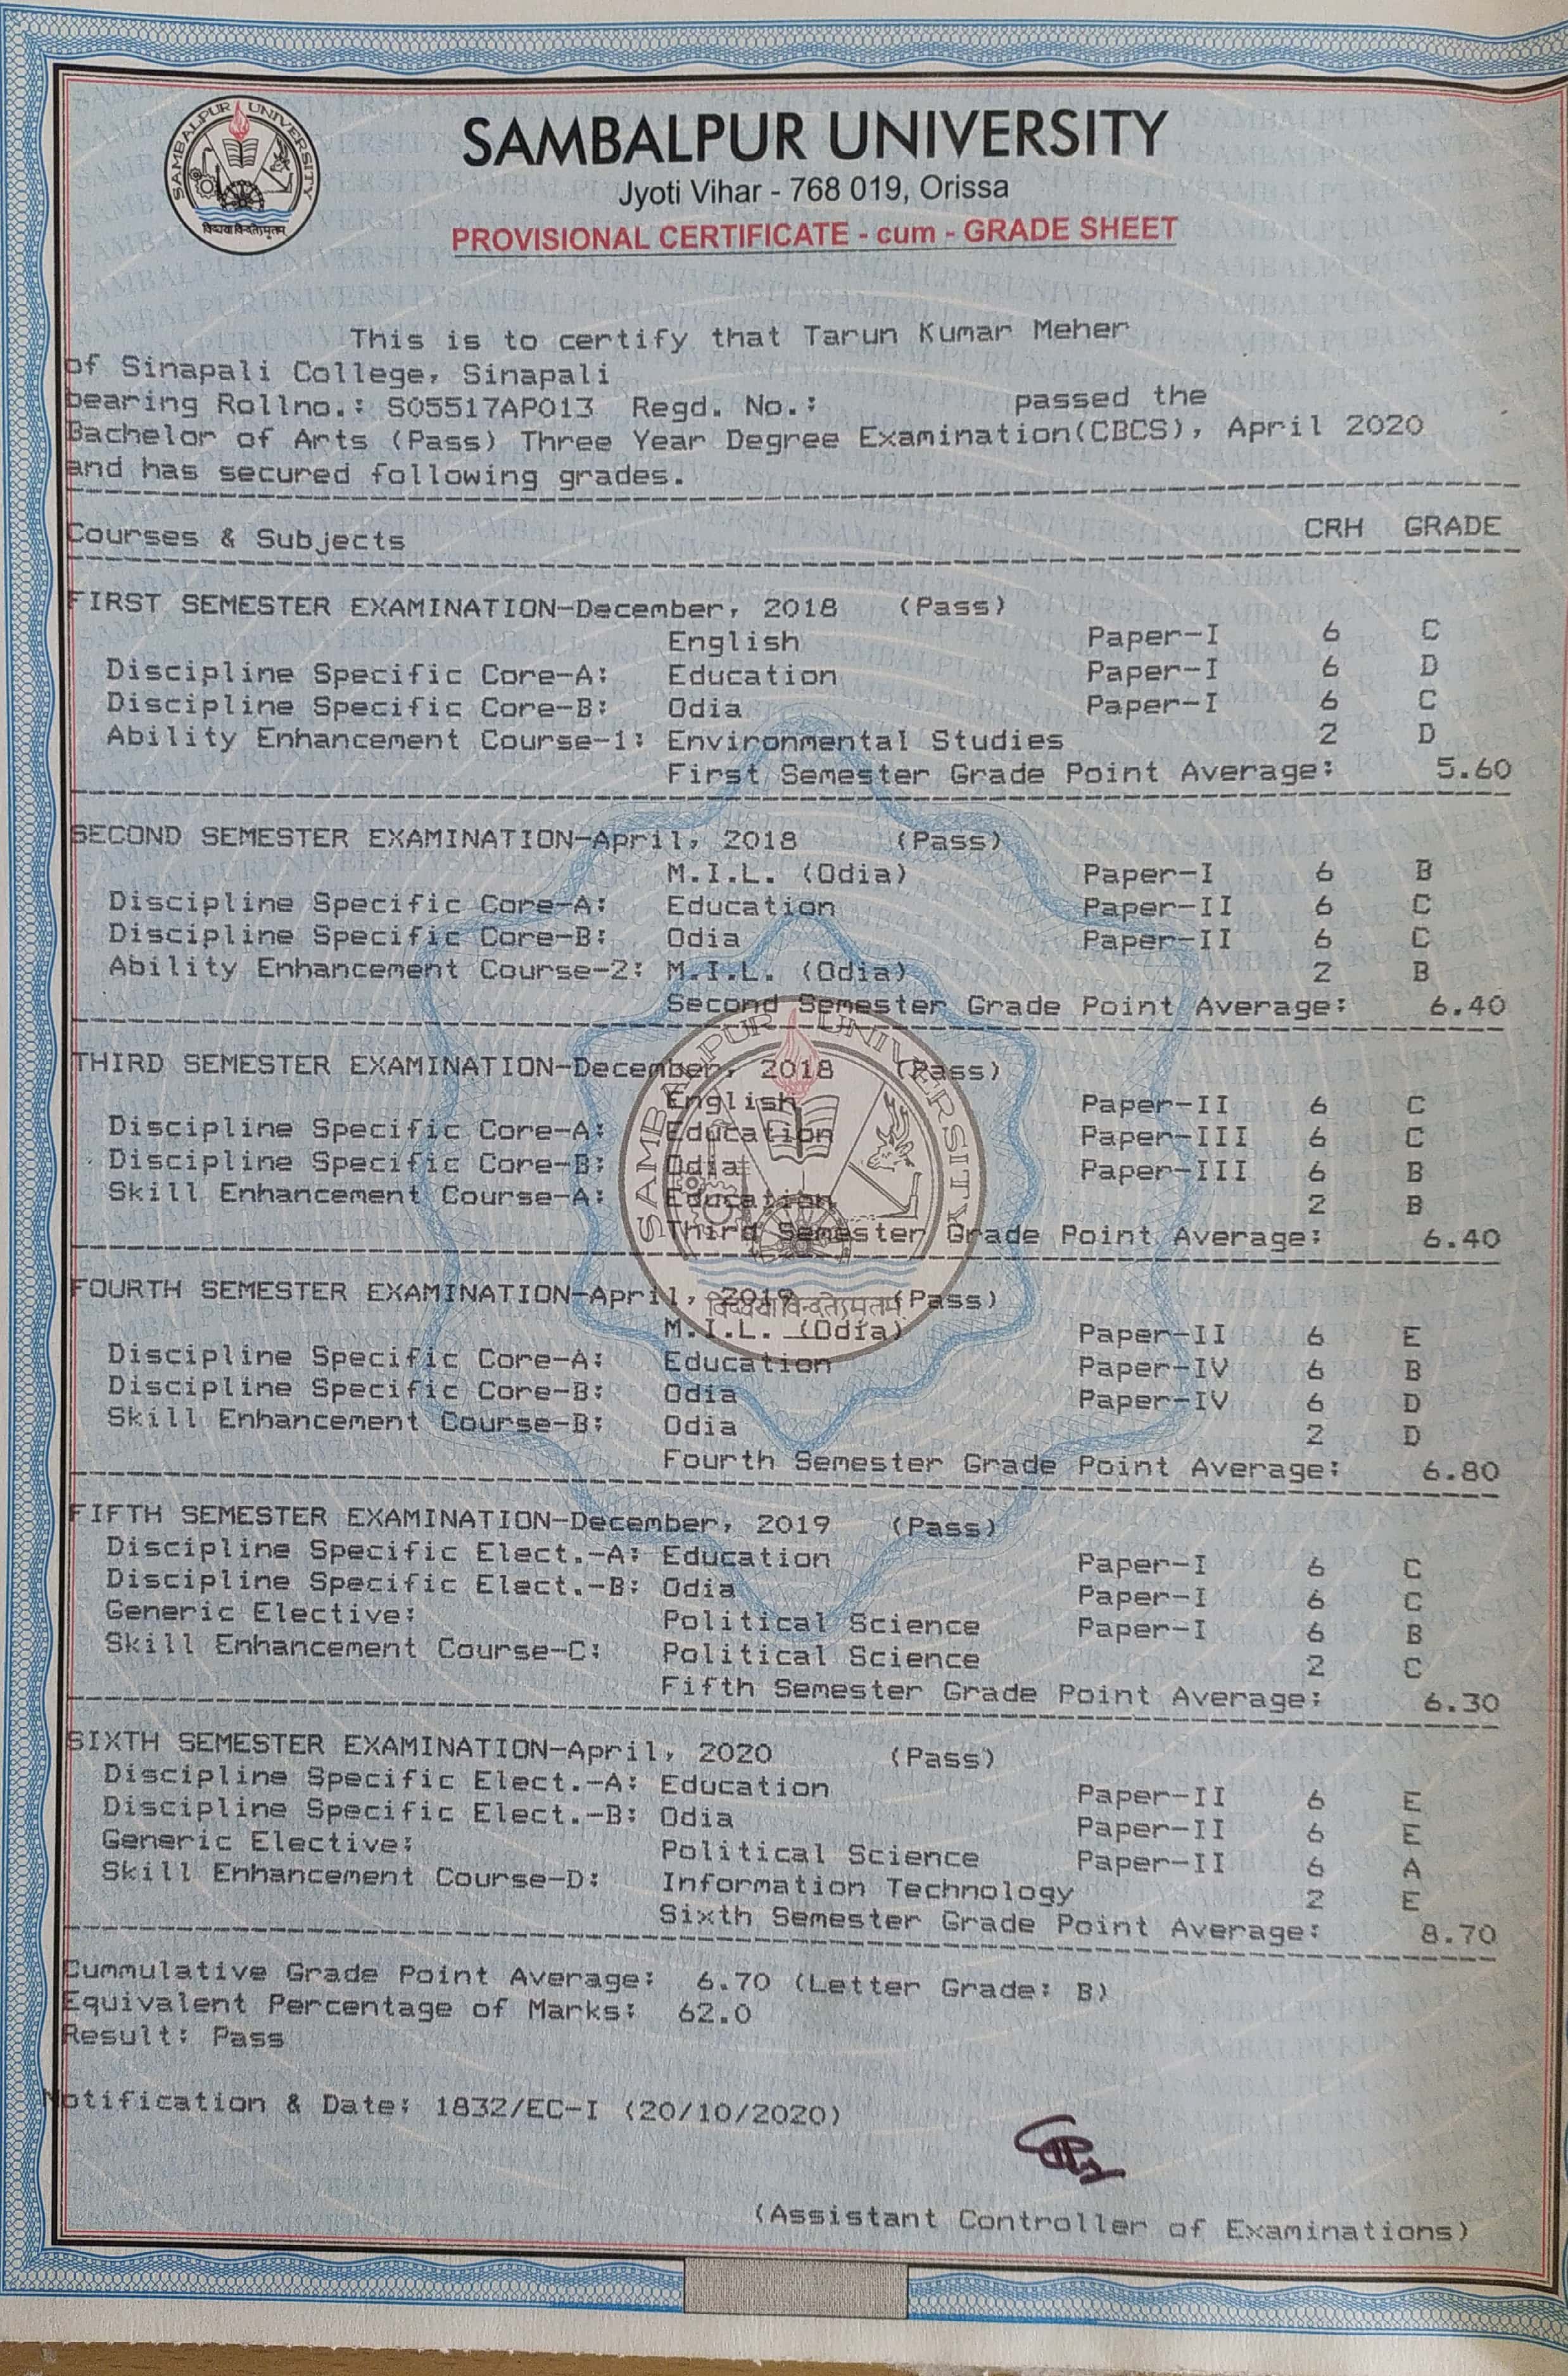 SAMBALPUR UNIVERSITY
Jyoti Vihar - 768 019, Orissa
PROVISIONAL CERTIFICATE - cum - GRADE SHEET
This is to certify that Tarun Kumar Meher
of Sinapali College, Sinapali
bearing Rollno.: S05517AP013 Regd. No.: passed the
Bachelor of Arts (Pass) Three Year Degree Examination(CBCS), April 2020
and has secured following grades.
Courses & Subjects CRH GRADE
FIRST SEMESTER EXAMINATION-December, 2018 (Pass)
English Paper-I 6 C
Discipline Specific Core-A: Education Paper-I 6 D
Discipline Specific Core-B: Odia Paper-I 6 C
Ability Enhancement Course-1: Environmental Studies 2 D
First Semester Grade Point Average: 5.60
SECOND SEMESTER EXAMINATION-April, 2018 (Pass)
M.I.L. (Odia) Paper-I 6 B
Discipline Specific Core-A: Education Paper-II 6 C
Discipline Specific Core-B: Odia Paper-II 6 C
Ability Enhancement Course-2: M.I.L. (Odia) 2 B
Second Semester Grade Point Average: 6.40
THIRD SEMESTER EXAMINATION-December, 2018 (Pass)
English Paper-II 6 C
Discipline Specific Core-A: Education Paper-III 6 C
Discipline Specific Core-B: Odia Paper-III 6 B
Skill Enhancement Course-A: Education 2 B
Third Semester Grade Point Average: 6.40
FOURTH SEMESTER EXAMINATION-April, 2019 (Pass)
M.I.L. (Odia) Paper-II 6 E
Discipline Specific Core-A: Education Paper-IV 6 B
Discipline Specific Core-B: Odia Paper-IV 6 D
Skill Enhancement Course-B: Odia 2 D
Fourth Semester Grade Point Average: 6.80
FIFTH SEMESTER EXAMINATION-December, 2019 (Pass)
Discipline Specific Elect.-A: Education Paper-I 6 C
Discipline Specific Elect.-B: Odia Paper-I 6 C
Generic Elective: Political Science Paper-I 6 B
Skill Enhancement Course-C: Political Science 2 C
Fifth Semester Grade Point Average: 6.30
SIXTH SEMESTER EXAMINATION-April, 2020 (Pass)
Discipline Specific Elect.-A: Education Paper-II 6 E
Discipline Specific Elect.-B: Odia Paper-II 6 E
Generic Elective: Political Science Paper-II 6 A
Skill Enhancement Course-D: Information Technology 2 E
Sixth Semester Grade Point Average: 8.70
Cummulative Grade Point Average: 6.70 (Letter Grade: B)
Equivalent Percentage of Marks: 62.0
Result: Pass
Notification & Date: 1832/EC-I (20/10/2020)
(Assistant Controller of Examinations)